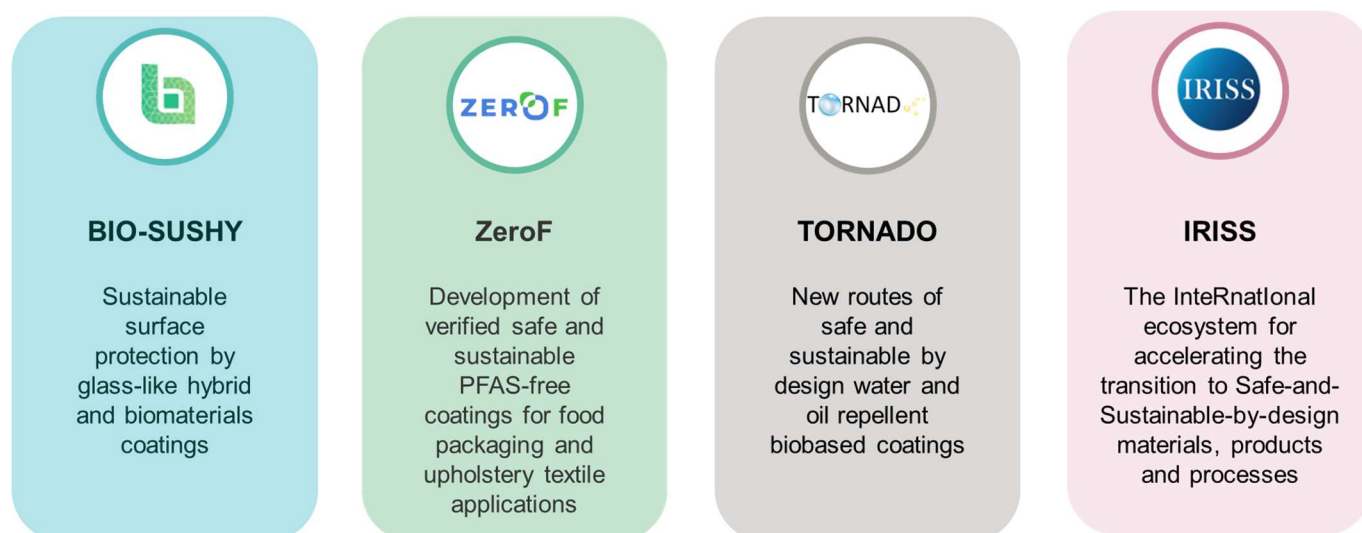 ZEROF
TORNAD
IRISS
BIO-SUSHY
Sustainable
surface
protection by
glass-like hybrid
and biomaterials
coatings
ZeroF
Development of
verified safe and
sustainable
PFAS-free
coatings for food
packaging and
upholstery textile
applications
TORNADO
New routes of
safe and
sustainable by
design water and
oil repellent
biobased coatings
IRISS
The InteRnatIonal
ecosystem for
accelerating the
transition to Safe-and-
Sustainable-by-design
materials, products
and processes